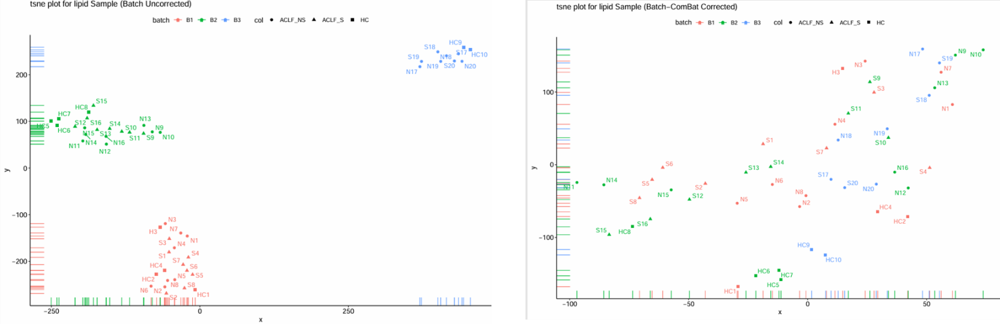 tsne plot for lipid Sample (Batch Uncorrected)
batch B1 B2 B3 col ACLF_NS ACLF_S HC
HC9
S18 S17 HC10
S19 N18
N17 N19 S20 N20
200
S15
HC8
HC7
N13
100
HC5 S12 S16 S14 S10 N9
HC6 N15 S13 S11 S9 N10
N11 N14 N16
N12
0
y
-100
N3
H3 N7
S3 N4 N1
S1 S4
-200
HC4 S7 S6
HC2 N5 S5
N6 N2 N8 S8 HC1
S2
-250 0 250
x
tsne plot for lipid Sample (Batch-ComBat Corrected)
batch B1 B2 B3 col ACLF_NS ACLF_S HC
N17 N9 N10
S19
H3 N3 N7
S9 N13
100
S3
S18
S11 N1
N4
N19
S1 N18
S10
S7
0
y
S6 S13 S14 N16 S4
N11 N14 S5 S2 N6 S17
S8 N15 S12 N5 N8 N2 S20 N20 N12
HC4
S16 HC2
S15 HC8
-100
HC9
HC10
HC6 HC7
HC5
HC1
-100 -50 0 50
x